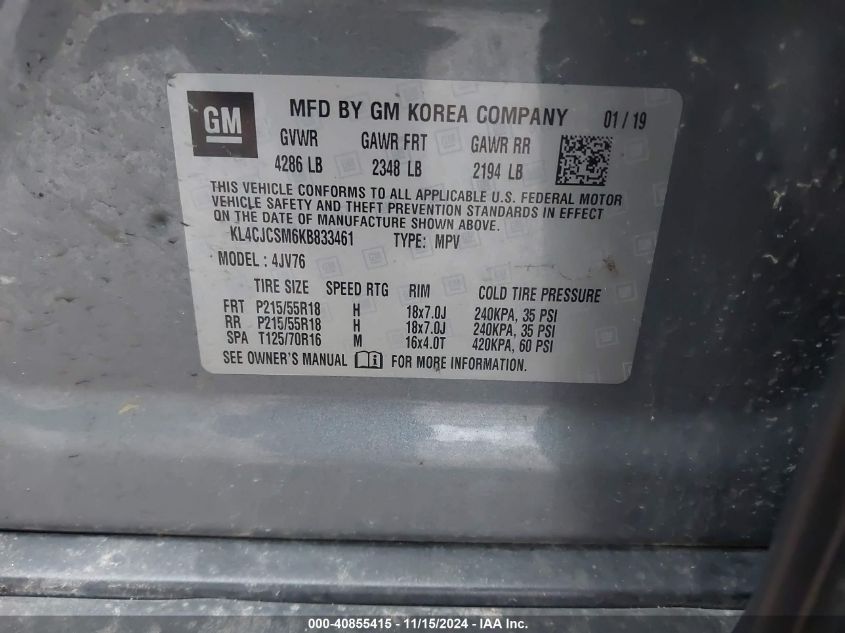 GM MFD BY GM KOREA COMPANY 01 / 19
GVWR GAWR FRT GAWR RR
4286 LB 2348 LB 2194 LB
THIS VEHICLE CONFORMS TO ALL APPLICABLE U.S. FEDERAL MOTOR
VEHICLE SAFETY AND THEFT PREVENTION STANDARDS IN EFFECT
ON THE DATE OF MANUFACTURE SHOWN ABOVE.
KL4CJCSM6KB833461 TYPE: MPV
MODEL : 4JV76
TIRE SIZE SPEED RTG RIM COLD TIRE PRESSURE
FRT P215/55R18 H 18x7.0J 240KPA, 35 PSI
RR P215/55R18 H 18x7.0J 240KPA, 35 PSI
SPA T125/70R16 M 16x4.0T 420KPA, 60 PSI
SEE OWNER'S MANUAL FOR MORE INFORMATION.
000-40855415 - 11/15/2024 - IAAI.com